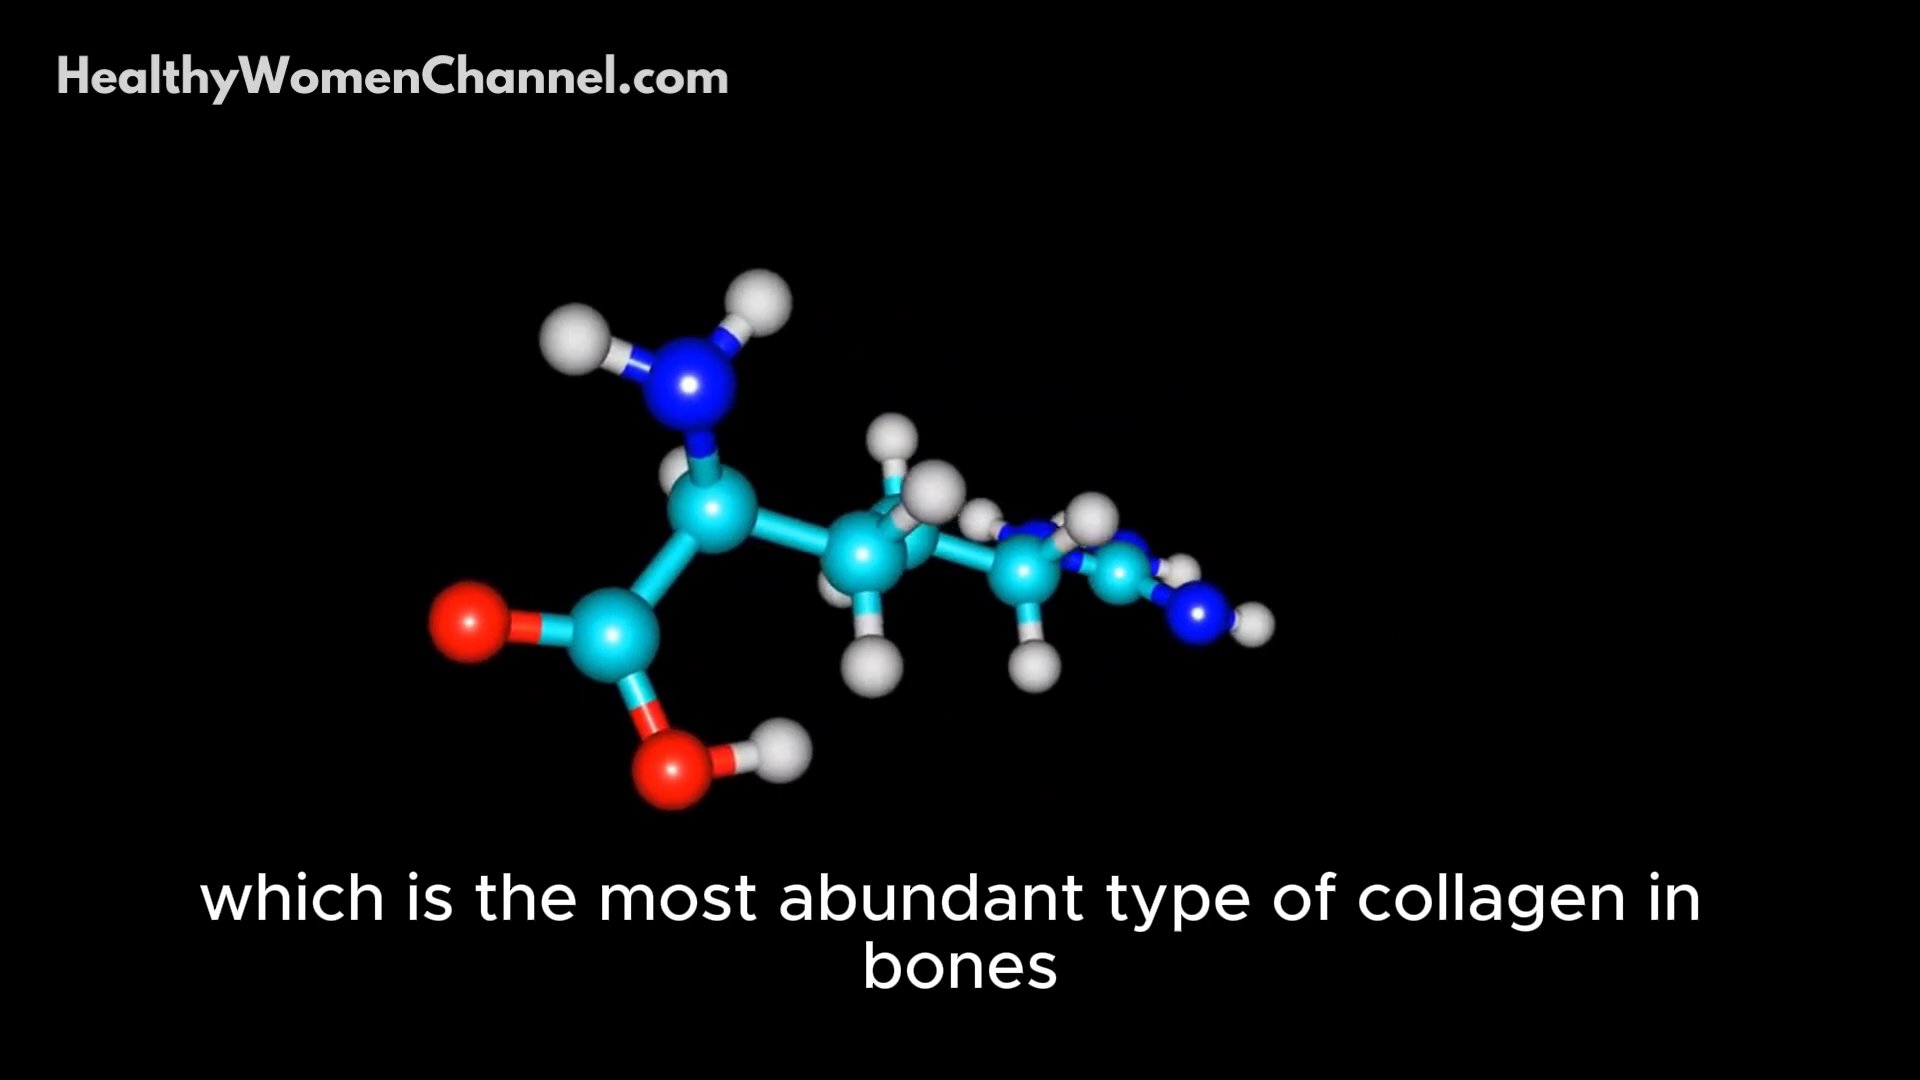 HealthyWomenChannel.com
which is the most abundant type of collagen in
bones